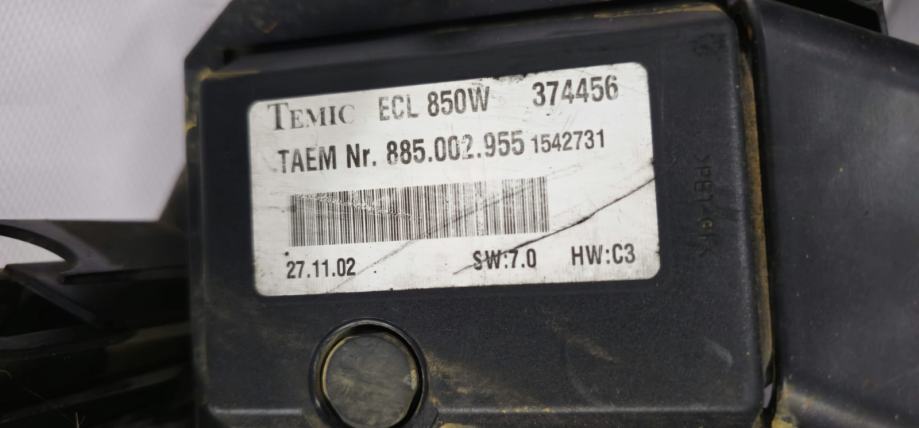 TEMIC ECL 850W 374456
TAEM Nr. 885.002.955 1542731
27.11.02 SW:7.0 HW:C3